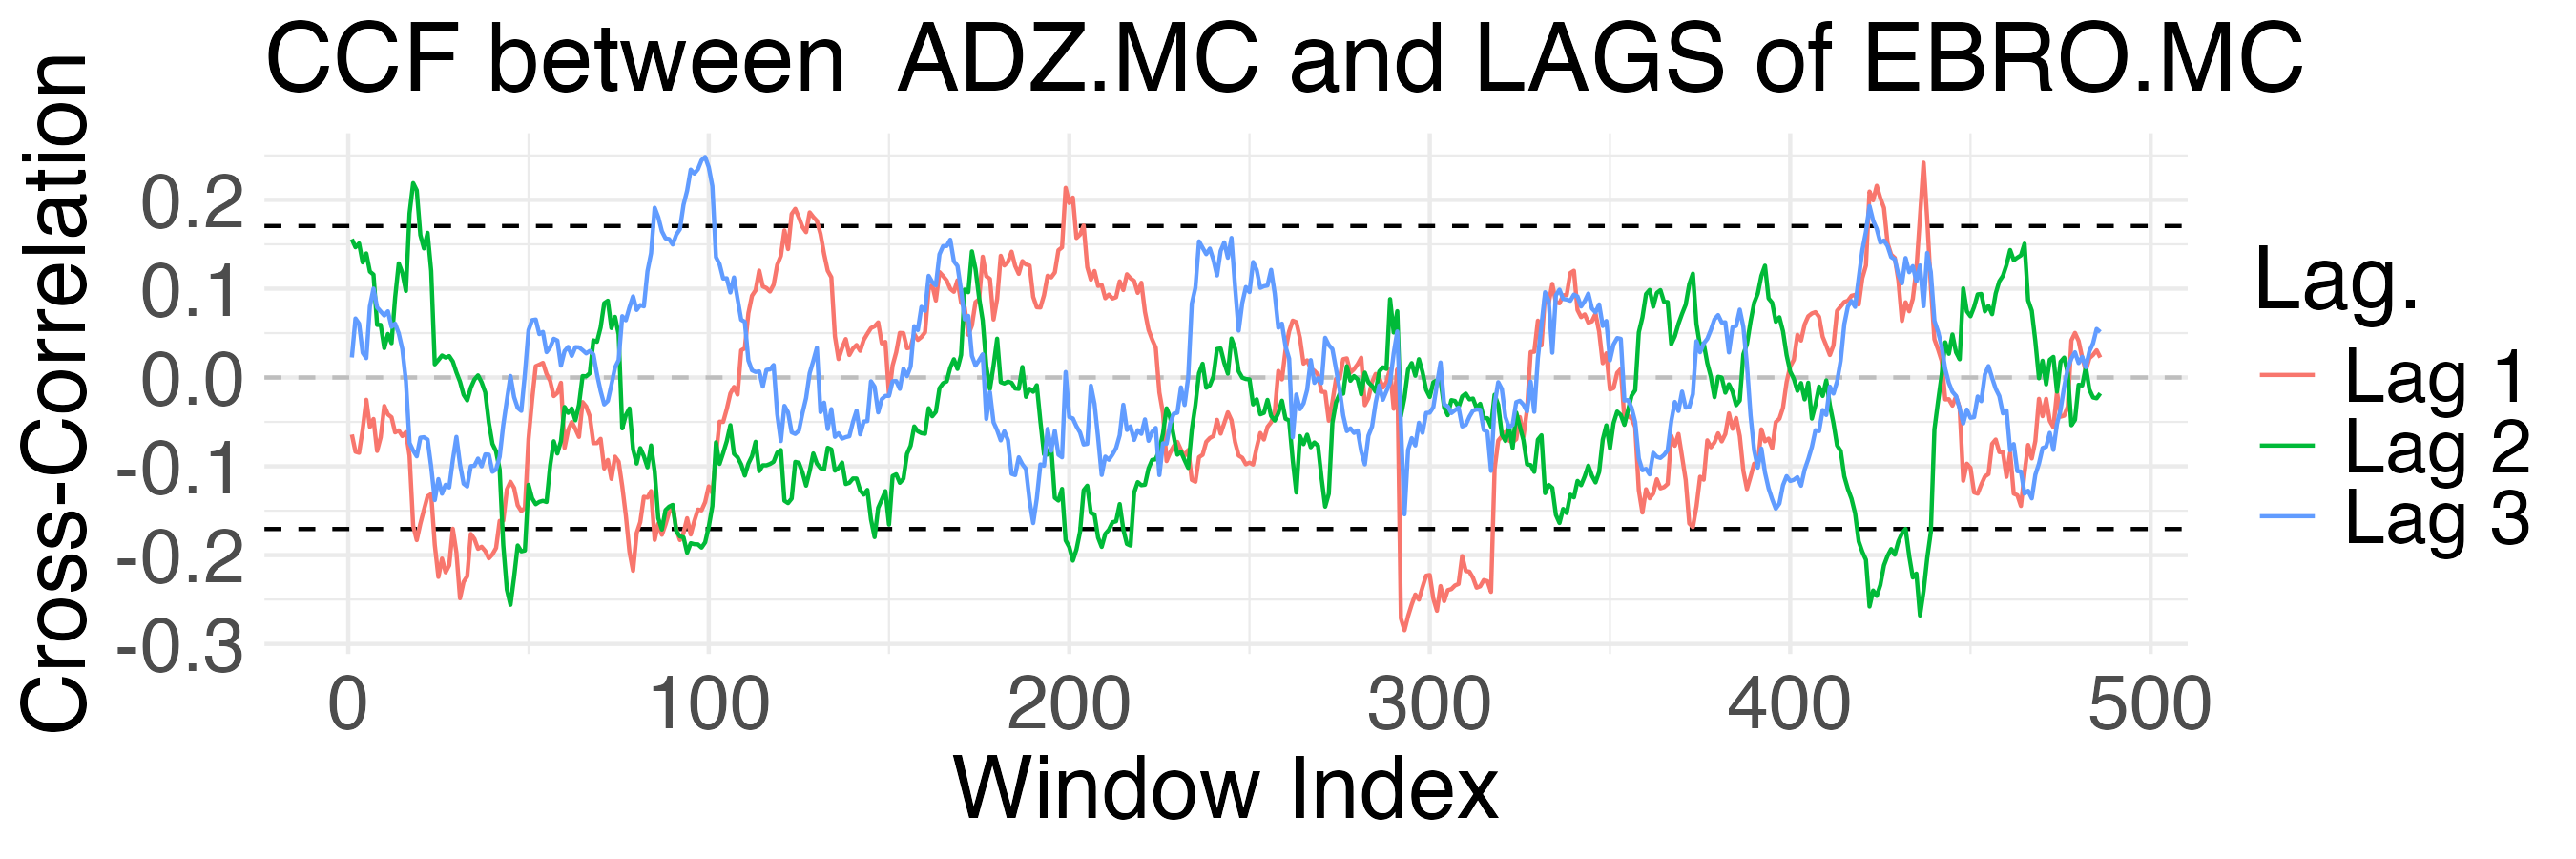 CCF between  ADZ.MC and LAGS of EBRO.MC
Cross-Correlation
0.2
0.1
0.0
-0.1
-0.2
-0.3
0 100 200 300 400 500
Window Index
Lag.
Lag 1
Lag 2
Lag 3